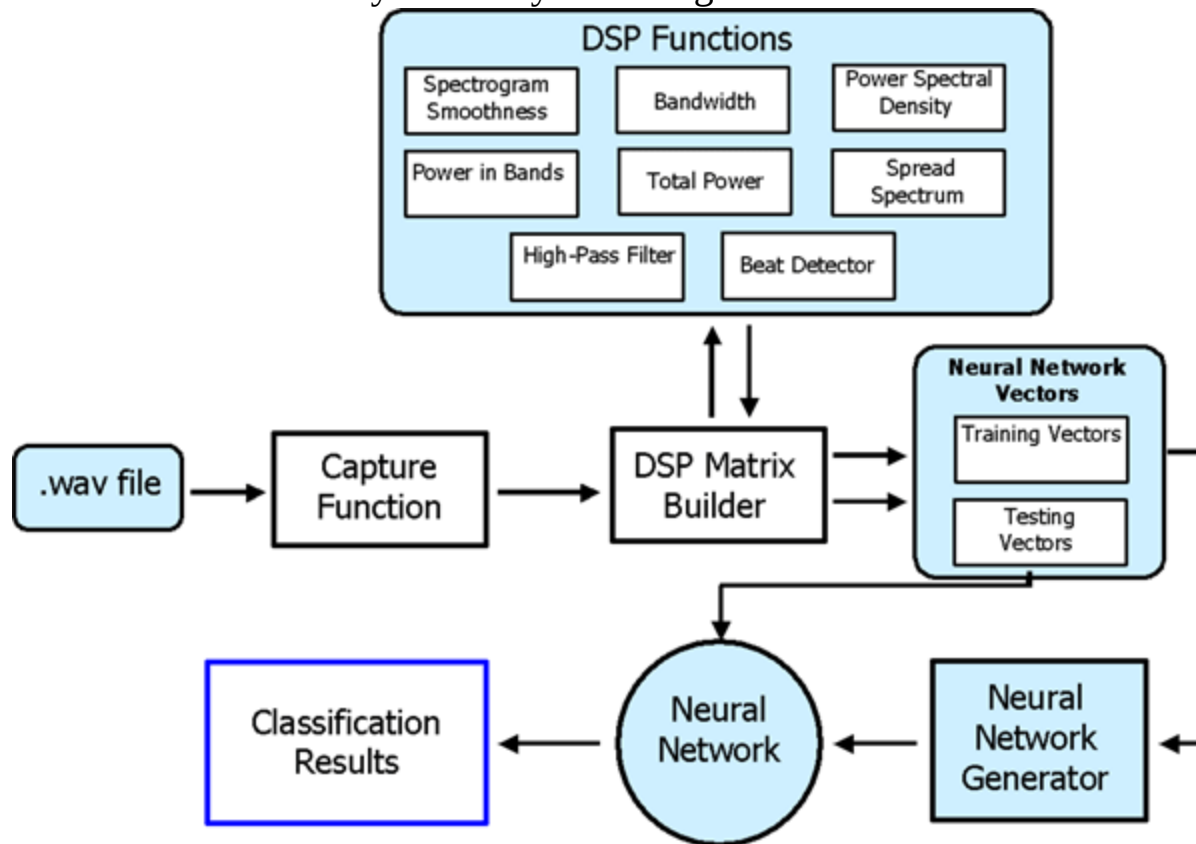 DSP Functions
Spectrogram
Smoothness
Bandwidth
Power Spectral
Density
Power in Bands
Total Power
Spread
Spectrum
High-Pass Filter
Beat Detector
Neural Network
Vectors
Training Vectors
Testing
Vectors
.wav file
Capture
Function
DSP Matrix
Builder
Classification
Results
Neural
Network
Neural
Network
Generator